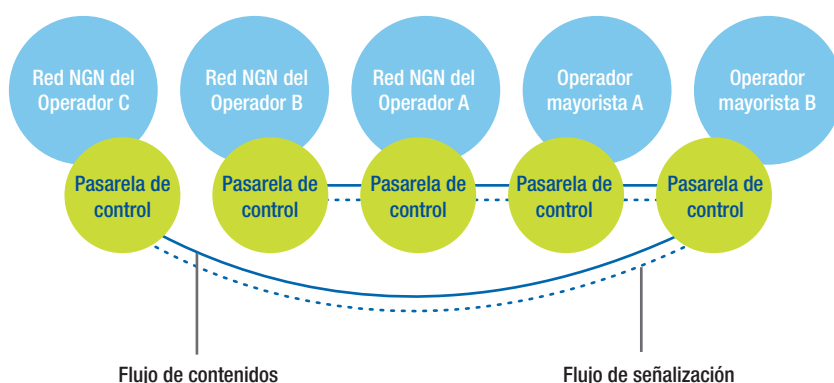 Red NGN del
Operador C
Red NGN del
Operador B
Red NGN del
Operador A
Operador
mayorista A
Operador
mayorista B
Pasarela de
control
Pasarela de
control
Pasarela de
control
Pasarela de
control
Pasarela de
control
Flujo de contenidos
Flujo de señalización